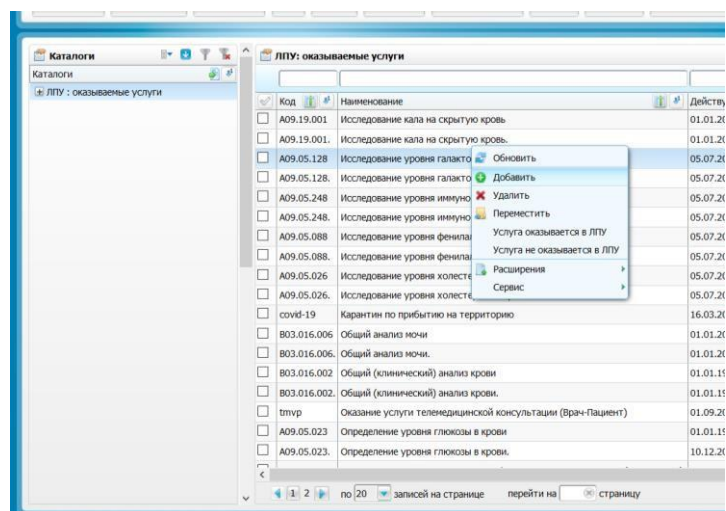 Каталоги
Каталоги
ЛПУ : оказываемые услуги
ЛПУ: оказываемые услуги
Код Наименование Действу
A09.19.001 Исследование кала на скрытую кровь 01.01.20
A09.19.001. Исследование кала на скрытую кровь. 01.01.20
A09.05.128 Исследование уровня галакто 05.07.20
A09.05.128. Исследование уровня галакто 05.07.20
A09.05.248 Исследование уровня иммуно 05.07.20
A09.05.248. Исследование уровня иммуно 05.07.20
A09.05.088 Исследование уровня фенила 05.07.20
A09.05.088. Исследование уровня фенила 05.07.20
A09.05.026 Исследование уровня холесте 05.07.20
A09.05.026. Исследование уровня холесте 05.07.20
covid-19 Карантин по прибытию на территорию 16.03.20
B03.016.006 Общий анализ мочи 01.01.20
B03.016.006. Общий анализ мочи. 01.01.20
B03.016.002 Общий (клинический) анализ крови 01.01.19
B03.016.002. Общий (клинический) анализ крови. 01.01.19
tmvp Оказание услуги телемедицинской консультации (Врач-Пациент) 01.09.20
A09.05.023 Определение уровня глюкозы в крови 01.01.19
A09.05.023. Определение уровня глюкозы в крови. 10.12.20
Обновить
Добавить
Удалить
Переместить
Услуга оказывается в ЛПУ
Услуга не оказывается в ЛПУ
Расширения
Сервис
1 2 по 20 записей на странице перейти на страницу